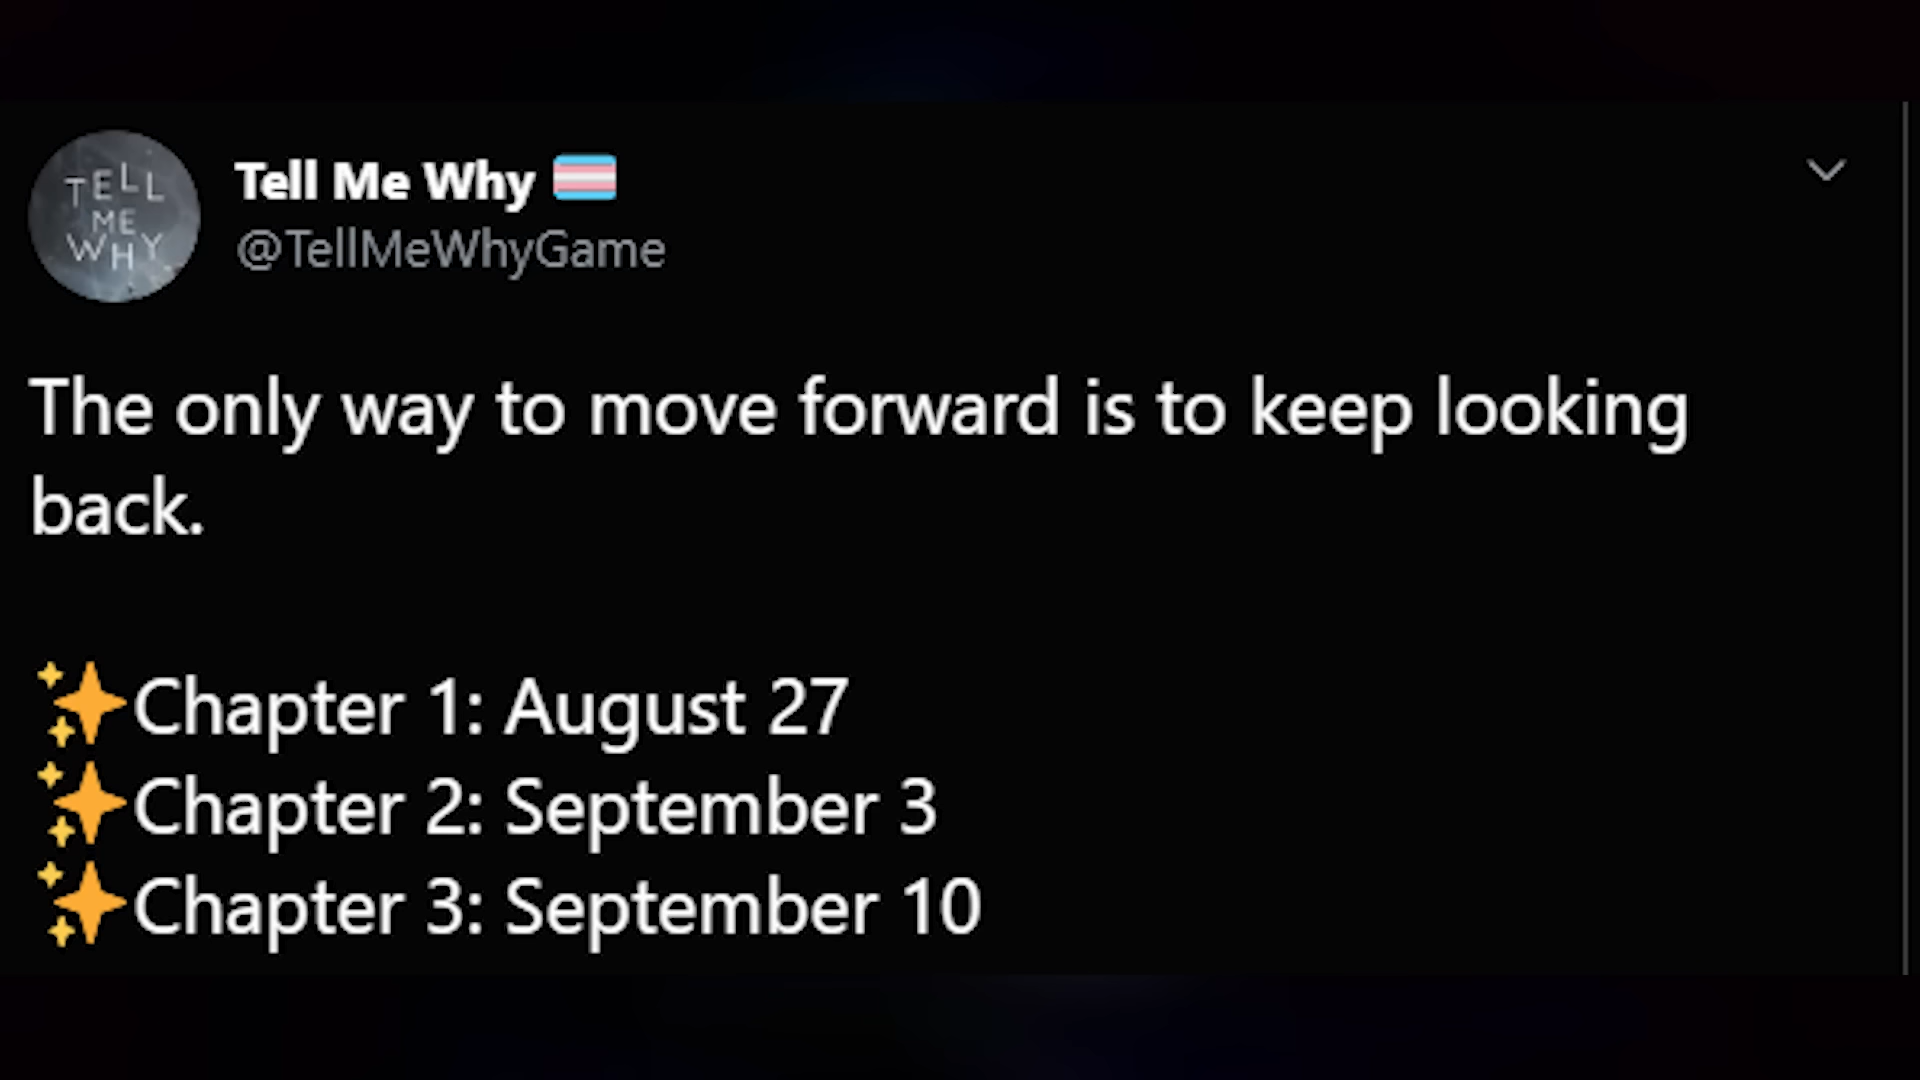 TELL
ME
WHY
Tell Me Why 
@TellMeWhyGame
The only way to move forward is to keep looking
back.
✨Chapter 1: August 27
✨Chapter 2: September 3
✨Chapter 3: September 10